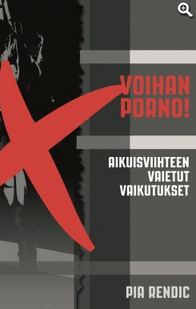 VOIHAN
PORNO!
AIKUISVIIHTEEN
VAIETUT
VAIKUTUKSET
PIA RENDIC